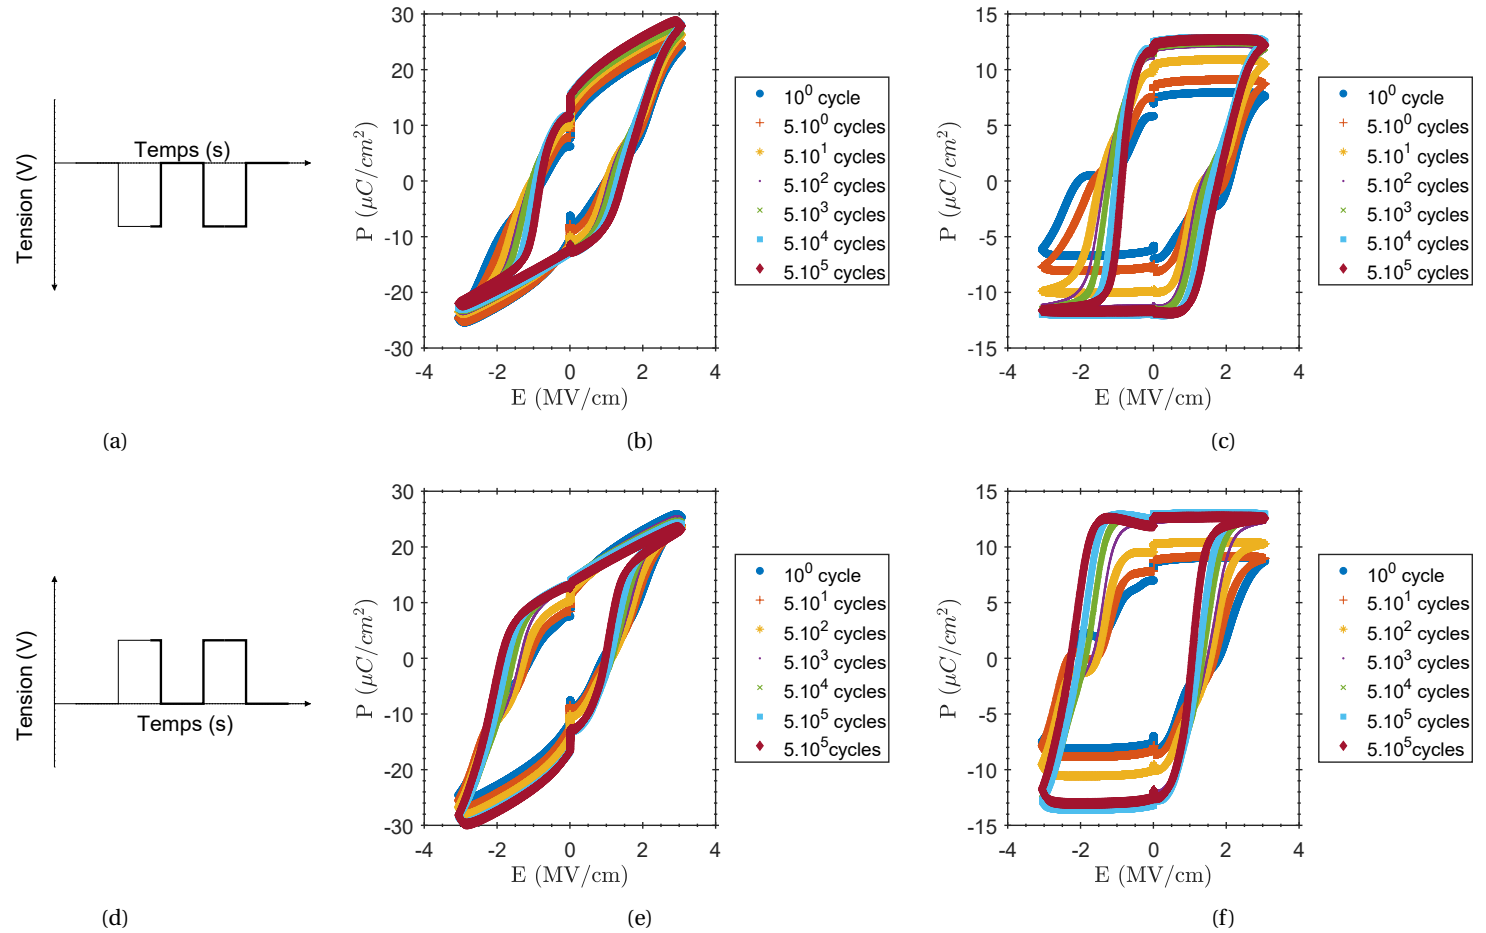 Tension (V)
Temps (s)
(a)
30
20
10
0
-10
-20
-30
-4 -2 0 2 4
P (μC/cm²)
E (MV/cm)
10⁰ cycle
5.10⁰ cycles
5.10¹ cycles
5.10² cycles
5.10³ cycles
5.10⁴ cycles
5.10⁵ cycles
(b)
15
10
5
0
-5
-10
-15
-4 -2 0 2 4
P (μC/cm²)
E (MV/cm)
10⁰ cycle
5.10⁰ cycles
5.10¹ cycles
5.10² cycles
5.10³ cycles
5.10⁴ cycles
5.10⁵ cycles
(c)
Tension (V)
Temps (s)
(d)
30
20
10
0
-10
-20
-30
-4 -2 0 2 4
P (μC/cm²)
E (MV/cm)
10⁰ cycle
5.10¹ cycles
5.10² cycles
5.10³ cycles
5.10⁴ cycles
5.10⁵ cycles
5.10⁵cycles
(e)
15
10
5
0
-5
-10
-15
-4 -2 0 2 4
P (μC/cm²)
E (MV/cm)
10⁰ cycle
5.10¹ cycles
5.10² cycles
5.10³ cycles
5.10⁴ cycles
5.10⁵ cycles
5.10⁵cycles
(f)